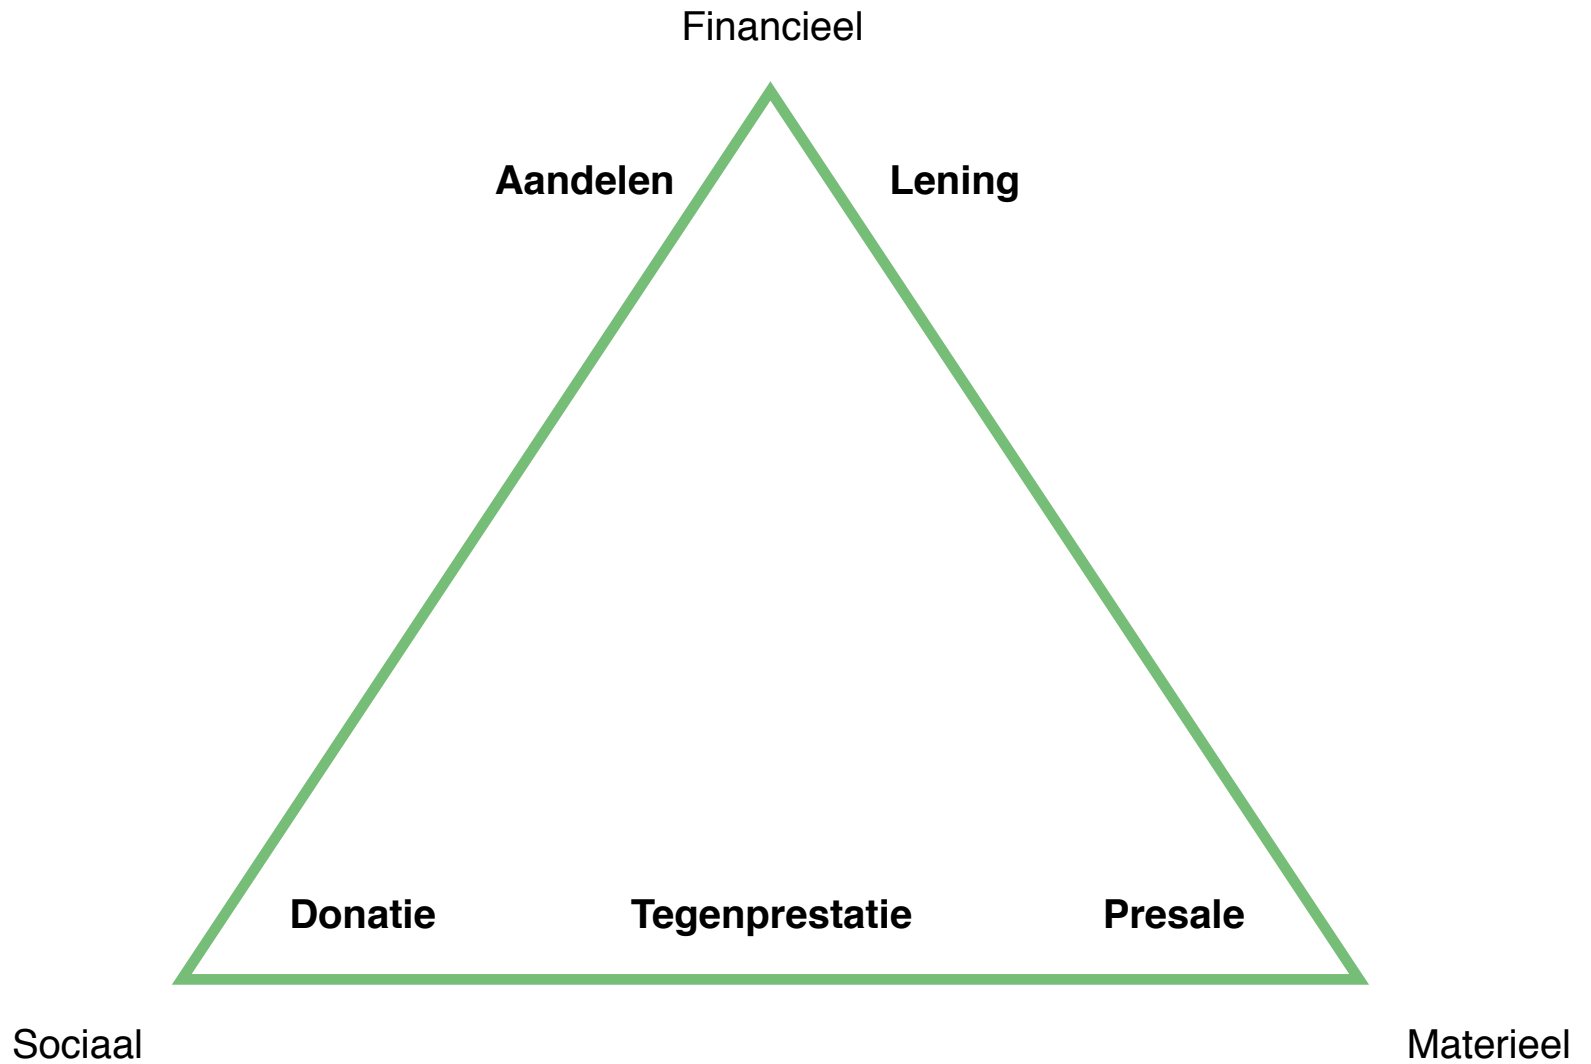 Financieel
Aandelen Lening
Donatie Tegenprestatie Presale
Sociaal Materieel